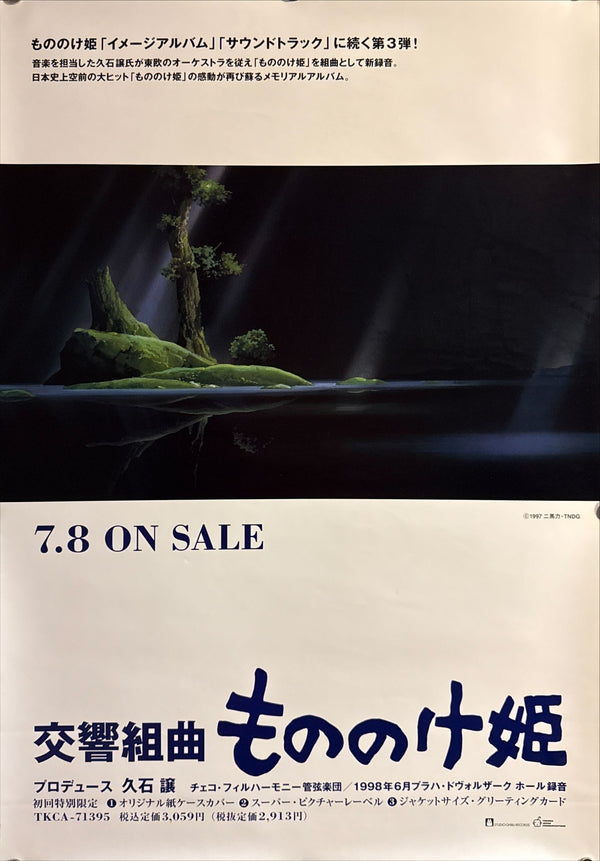 もののけ姫「イメージアルバム」「サウンドトラック」に続く第3弾!
音楽を担当した久石譲氏が東欧のオーケストラを従え「もののけ姫」を組曲として新録音。
日本史上空前の大ヒット「もののけ姫」の感動が再び蘇るメモリアルアルバム。
©1997 二馬力・TNDG
7.8 ON SALE
交響組曲 もののけ姫
プロデュース 久石 譲 チェコ・フィルハーモニー管弦楽団/1998年6月プラハ・ドヴォルザーク ホール録音
初回特別限定 ❶オリジナル紙ケースカバー ❷スーパー・ピクチャーレーベル ❸ジャケットサイズ・グリーティングカード
TKCA-71395 税込定価3,059円(税抜定価2,913円)
STUDIO GHIBLI RECORDS